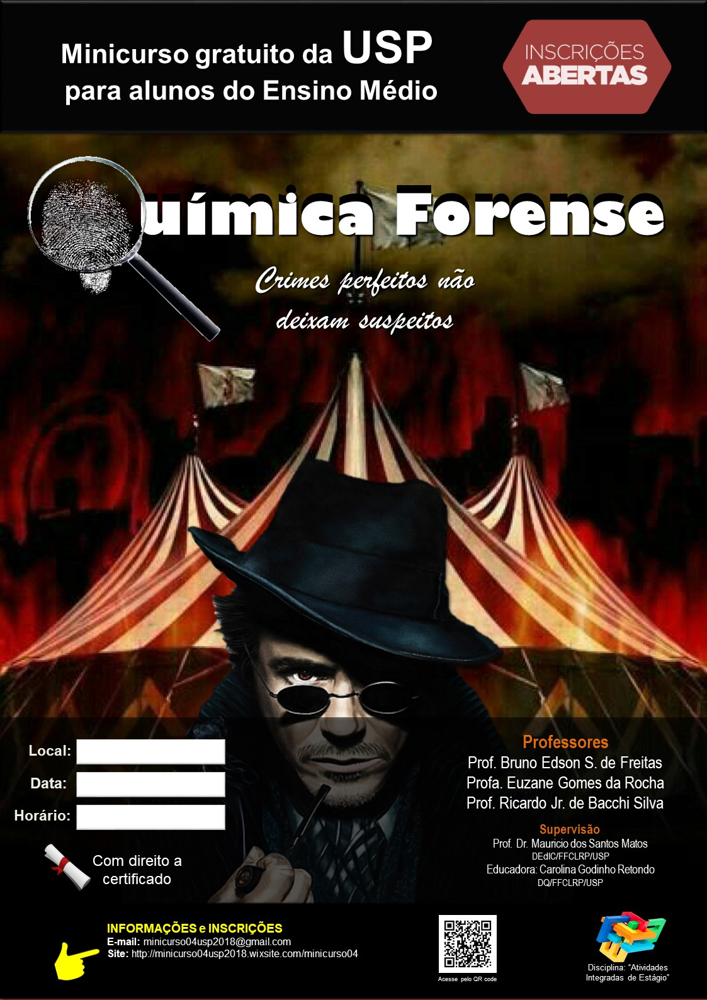 Minicurso gratuito da USP
para alunos do Ensino Médio
INSCRIÇÕES
ABERTAS
Química Forense
Crimes perfeitos não
deixam suspeitos
Local:
Data:
Horário:
Com direito a
certificado
Professores
Prof. Bruno Edson S. de Freitas
Profa. Euzane Gomes da Rocha
Prof. Ricardo Jr. de Bacchi Silva
Supervisão
Prof. Dr. Mauricio dos Santos Matos
DEdIC/FFCLRP/USP
Educadora: Carolina Godinho Retondo
DQ/FFCLRP/USP
INFORMAÇÕES e INSCRIÇÕES
E-mail: minicurso04usp2018@gmail.com
Site: http://minicurso04usp2018.wixsite.com/minicurso04
Acesse pelo QR code
Disciplina: “Atividades
Integradas de Estágio”